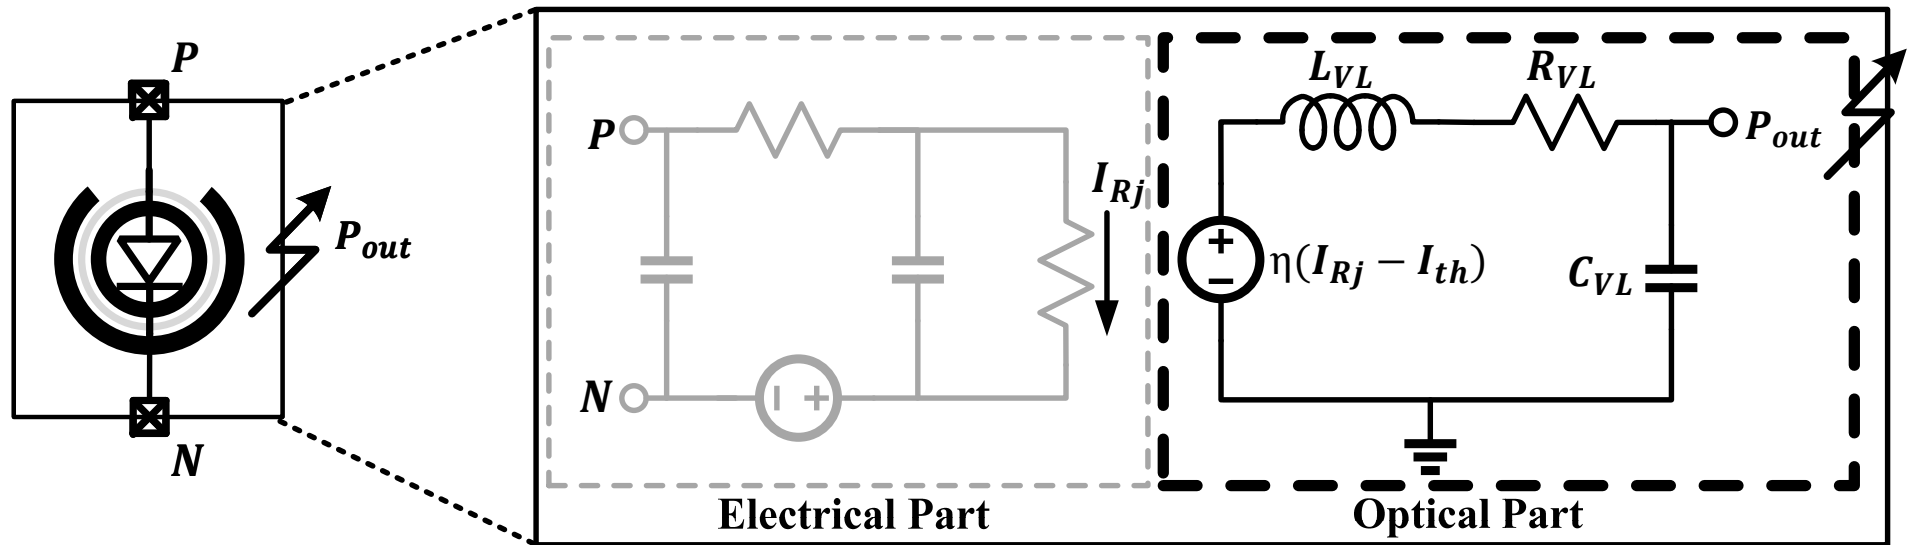 P
P_out
N
P
I_Rj
N
Electrical Part
L_VL
R_VL
P_out
+
−
η(I_Rj − I_th)
C_VL
Optical Part